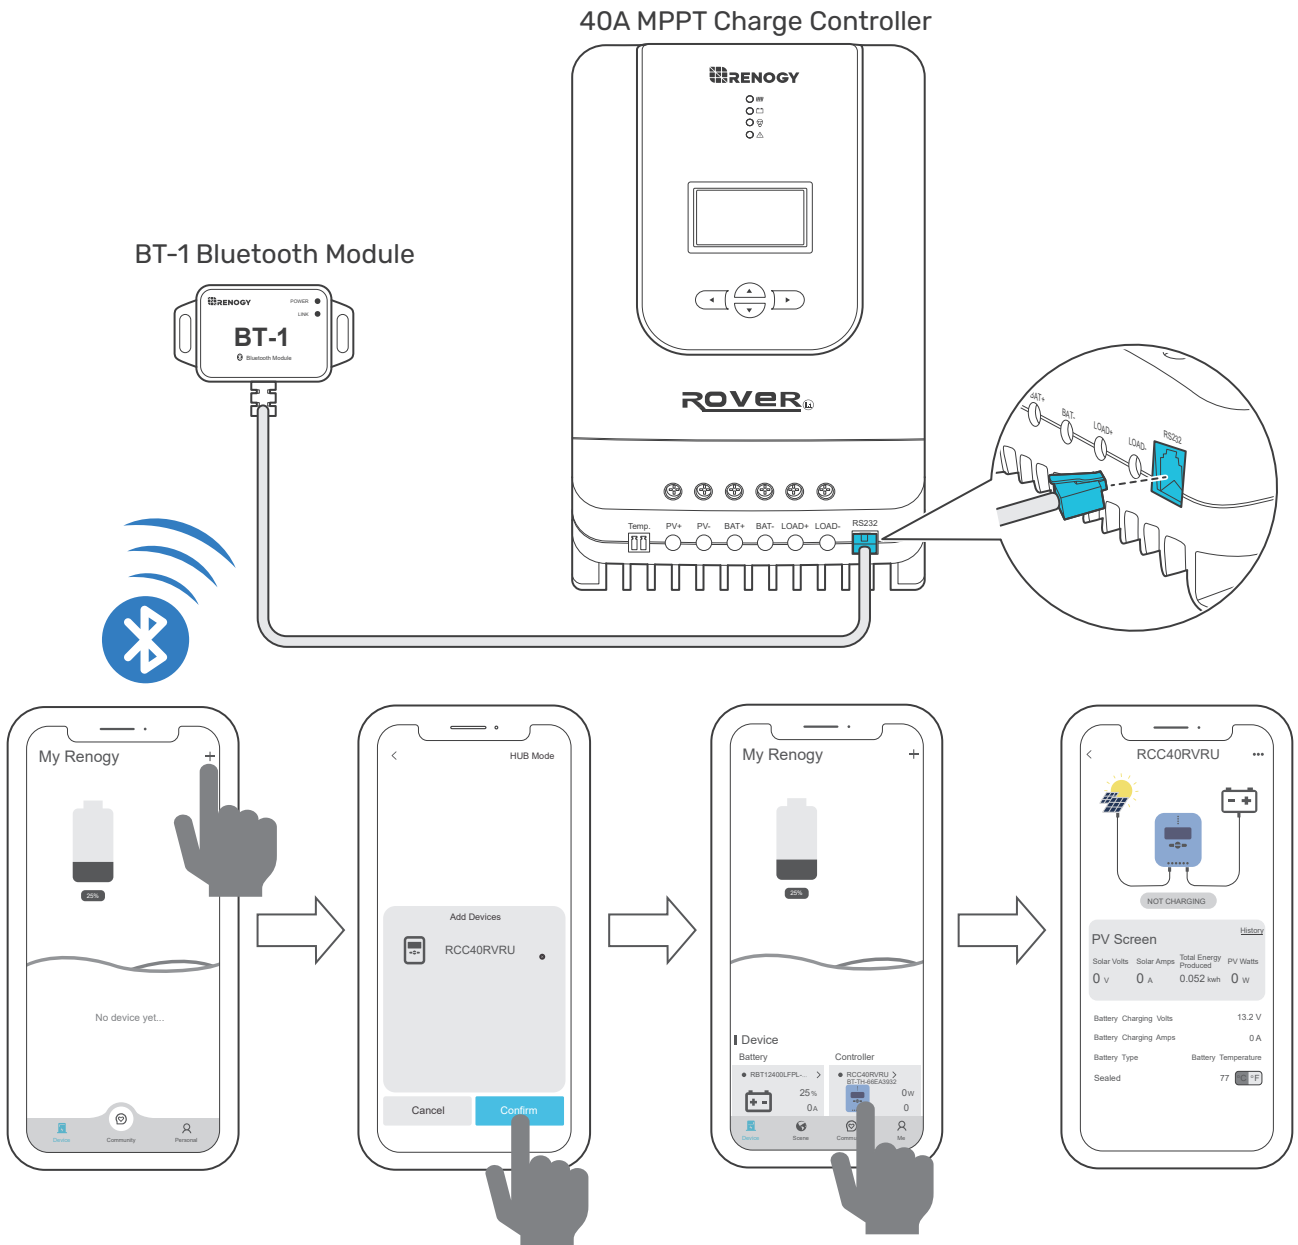 40A MPPT Charge Controller
RENOGY
ROVER Li
BT-1 Bluetooth Module
RENOGY
POWER
LINK
BT-1
Bluetooth Module
Temp. PV+ PV- BAT+ BAT- LOAD+ LOAD- RS232
BAT+ BAT- LOAD+ LOAD- RS232
My Renogy +
25%
No device yet...
Device Community Personal
< HUB Mode
Add Devices
RCC40RVRU
Cancel Confirm
My Renogy +
25%
Device
Battery Controller
RBT12400LFPL-... >
25%
0A
RCC40RVRU >
BT-TH-66EA3932
0W
0
Device Scene Commu Me
< RCC40RVRU •••
NOT CHARGING
History
PV Screen
Solar Volts Solar Amps Total Energy Produced PV Watts
0 V 0 A 0.052 kwh 0 W
Battery Charging Volts 13.2 V
Battery Charging Amps 0 A
Battery Type Battery Temperature
Sealed 77 °C °F